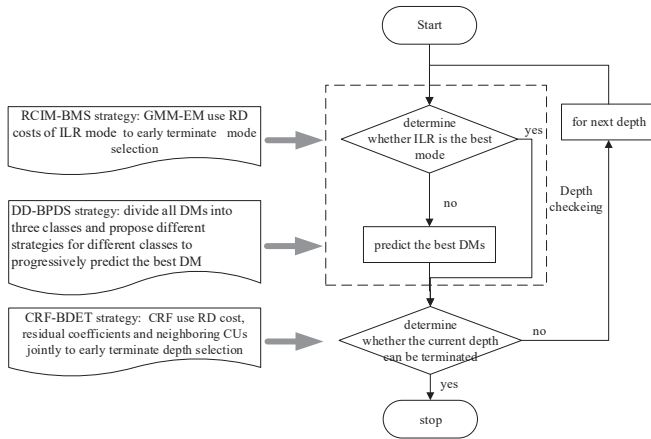 Start
RCIM-BMS strategy: GMM-EM use RD
costs of ILR mode to early terminate mode
selection
determine
whether ILR is the best
mode
yes
for next depth
no
Depth
checkeing
DD-BPDS strategy: divide all DMs into
three classes and propose different
strategies for different classes to
progressively predict the best DM
predict the best DMs
CRF-BDET strategy: CRF use RD cost,
residual coefficients and neighboring CUs
jointly to early terminate depth selection
determine
whether the current depth
can be terminated
no
yes
stop